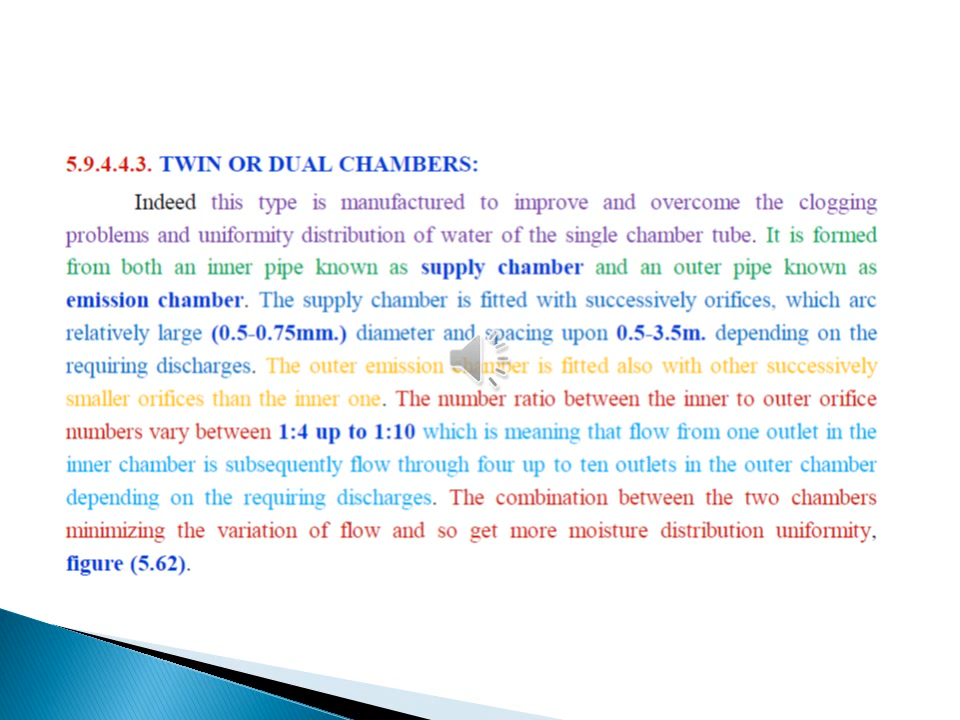 5.9.4.4.3. TWIN OR DUAL CHAMBERS:
Indeed this type is manufactured to improve and overcome the clogging
problems and uniformity distribution of water of the single chamber tube. It is formed
from both an inner pipe known as supply chamber and an outer pipe known as
emission chamber. The supply chamber is fitted with successively orifices, which arc
relatively large (0.5-0.75mm.) diameter and spacing upon 0.5-3.5m. depending on the
requiring discharges. The outer emission chamber is fitted also with other successively
smaller orifices than the inner one. The number ratio between the inner to outer orifice
numbers vary between 1:4 up to 1:10 which is meaning that flow from one outlet in the
inner chamber is subsequently flow through four up to ten outlets in the outer chamber
depending on the requiring discharges. The combination between the two chambers
minimizing the variation of flow and so get more moisture distribution uniformity,
figure (5.62).